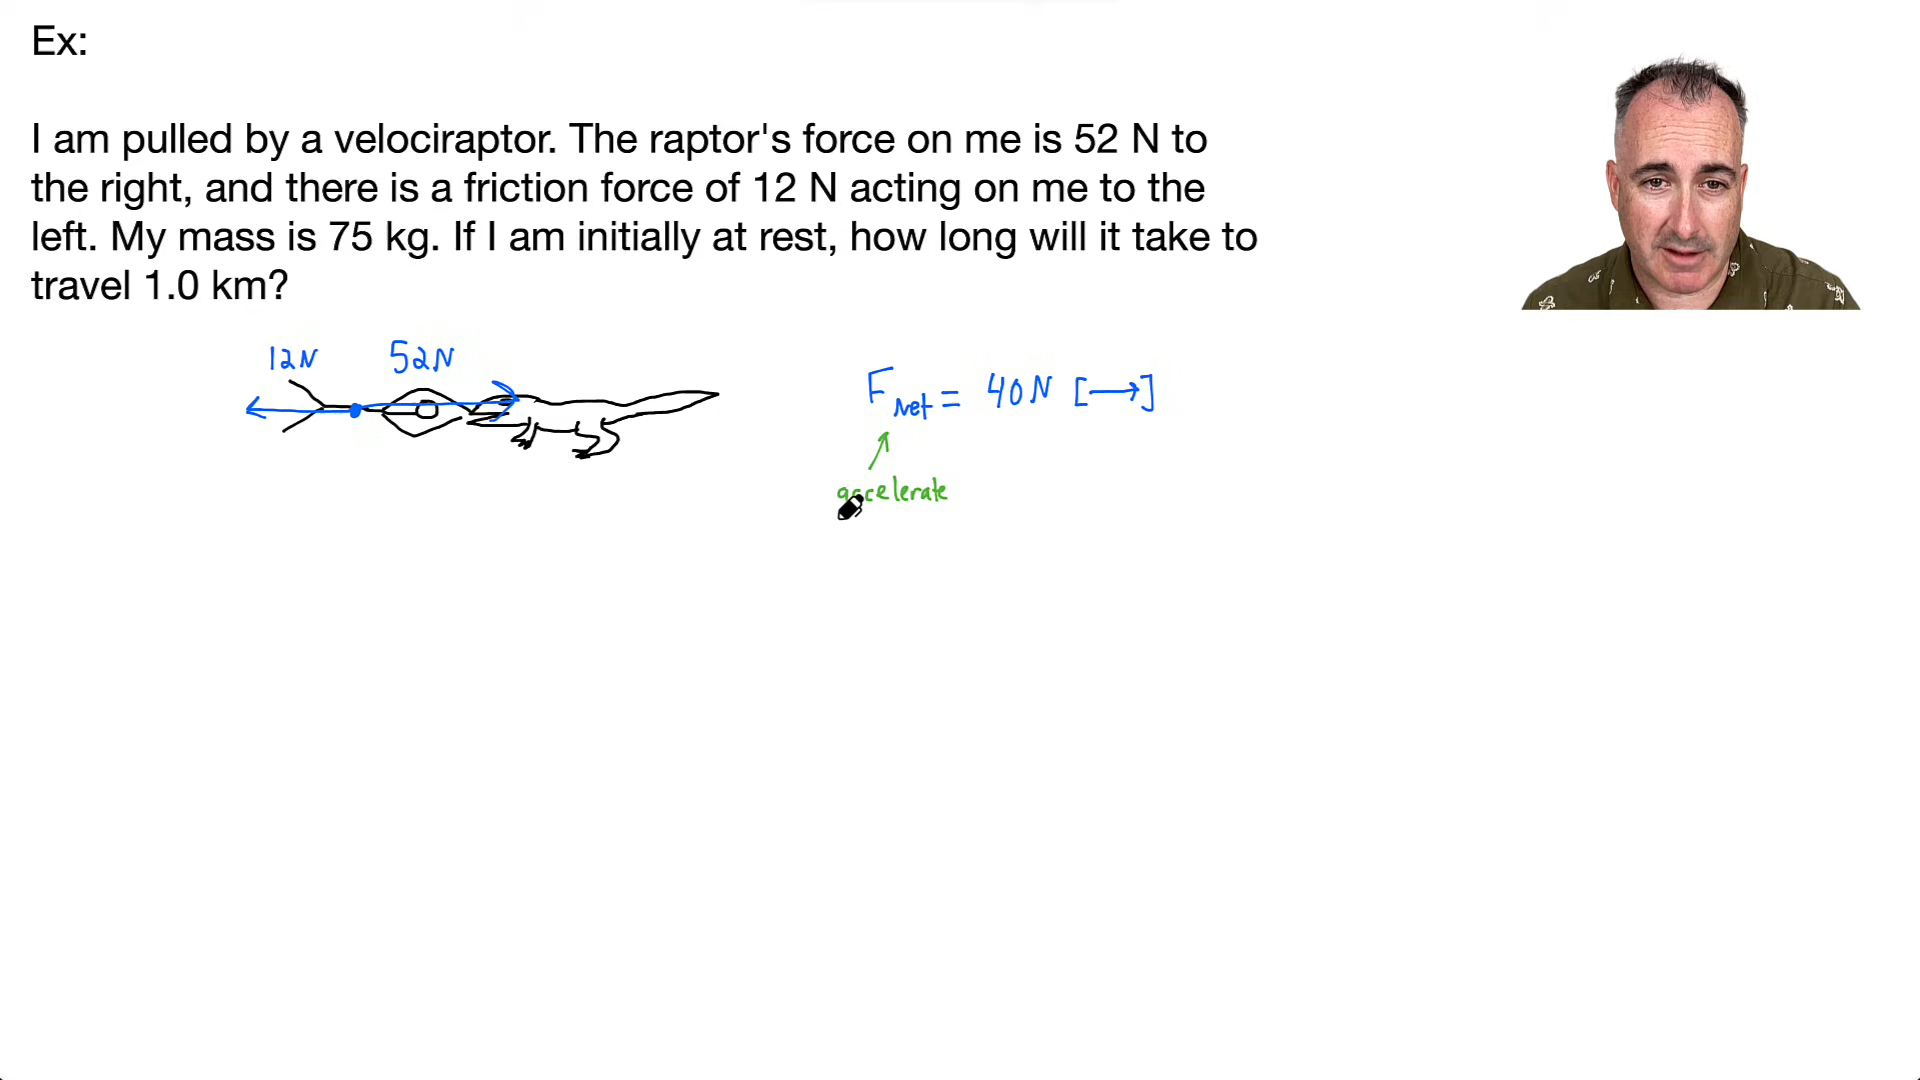 Ex:
I am pulled by a velociraptor. The raptor's force on me is 52 N to
the right, and there is a friction force of 12 N acting on me to the
left. My mass is 75 kg. If I am initially at rest, how long will it take to
travel 1.0 km?
12N 52N
Fnet = 40N [→]
accelerate